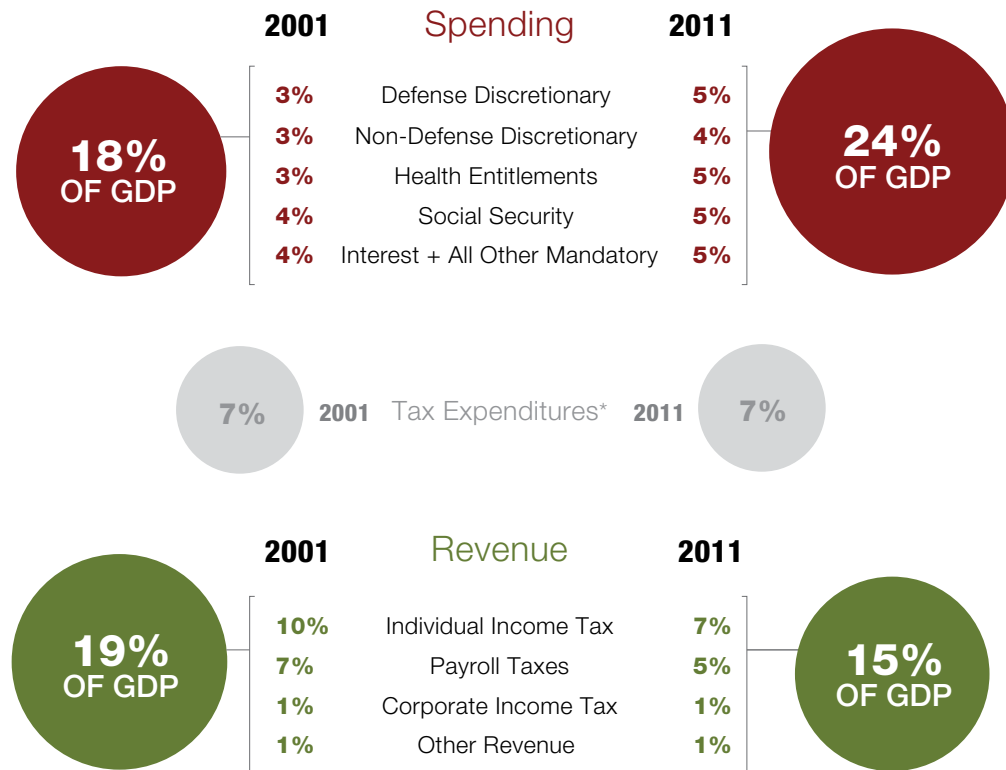 2001 Spending 2011
18%
OF GDP
3% Defense Discretionary 5%
3% Non-Defense Discretionary 4%
3% Health Entitlements 5%
4% Social Security 5%
4% Interest + All Other Mandatory 5%
24%
OF GDP
7% 2001 Tax Expenditures* 2011 7%
2001 Revenue 2011
19%
OF GDP
10% Individual Income Tax 7%
7% Payroll Taxes 5%
1% Corporate Income Tax 1%
1% Other Revenue 1%
15%
OF GDP